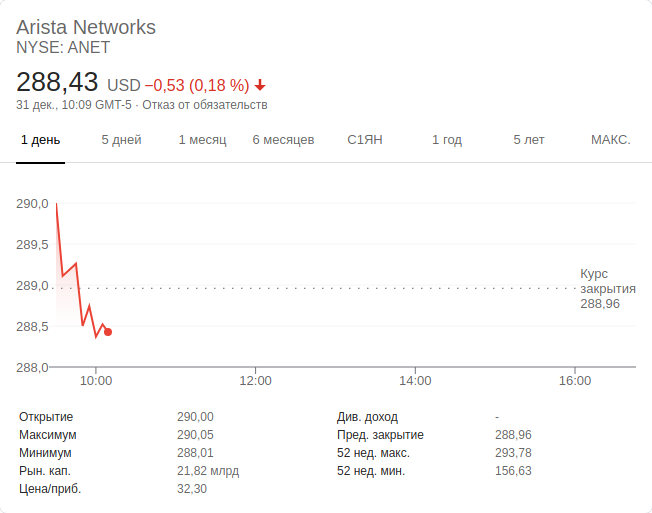 Arista Networks
NYSE: ANET
288,43 USD −0,53 (0,18 %)
31 дек., 10:09 GMT-5 · Отказ от обязательств
1 день 5 дней 1 месяц 6 месяцев С1ЯН 1 год 5 лет МАКС.
290,0
289,5
289,0
288,5
288,0
Курс
закрытия
288,96
10:00 12:00 14:00 16:00
Открытие 290,00 Див. доход -
Максимум 290,05 Пред. закрытие 288,96
Минимум 288,01 52 нед. макс. 293,78
Рын. кап. 21,82 млрд 52 нед. мин. 156,63
Цена/приб. 32,30